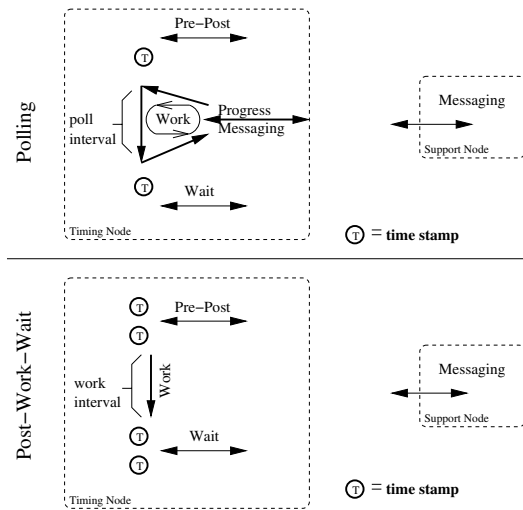 Polling
Pre−Post
T
poll
interval
Work
Progress
Messaging
T
Wait
Timing Node
Messaging
Support Node
T = time stamp
Post−Work−Wait
T
Pre−Post
T
work
interval
Work
T
Wait
T
Timing Node
Messaging
Support Node
T = time stamp